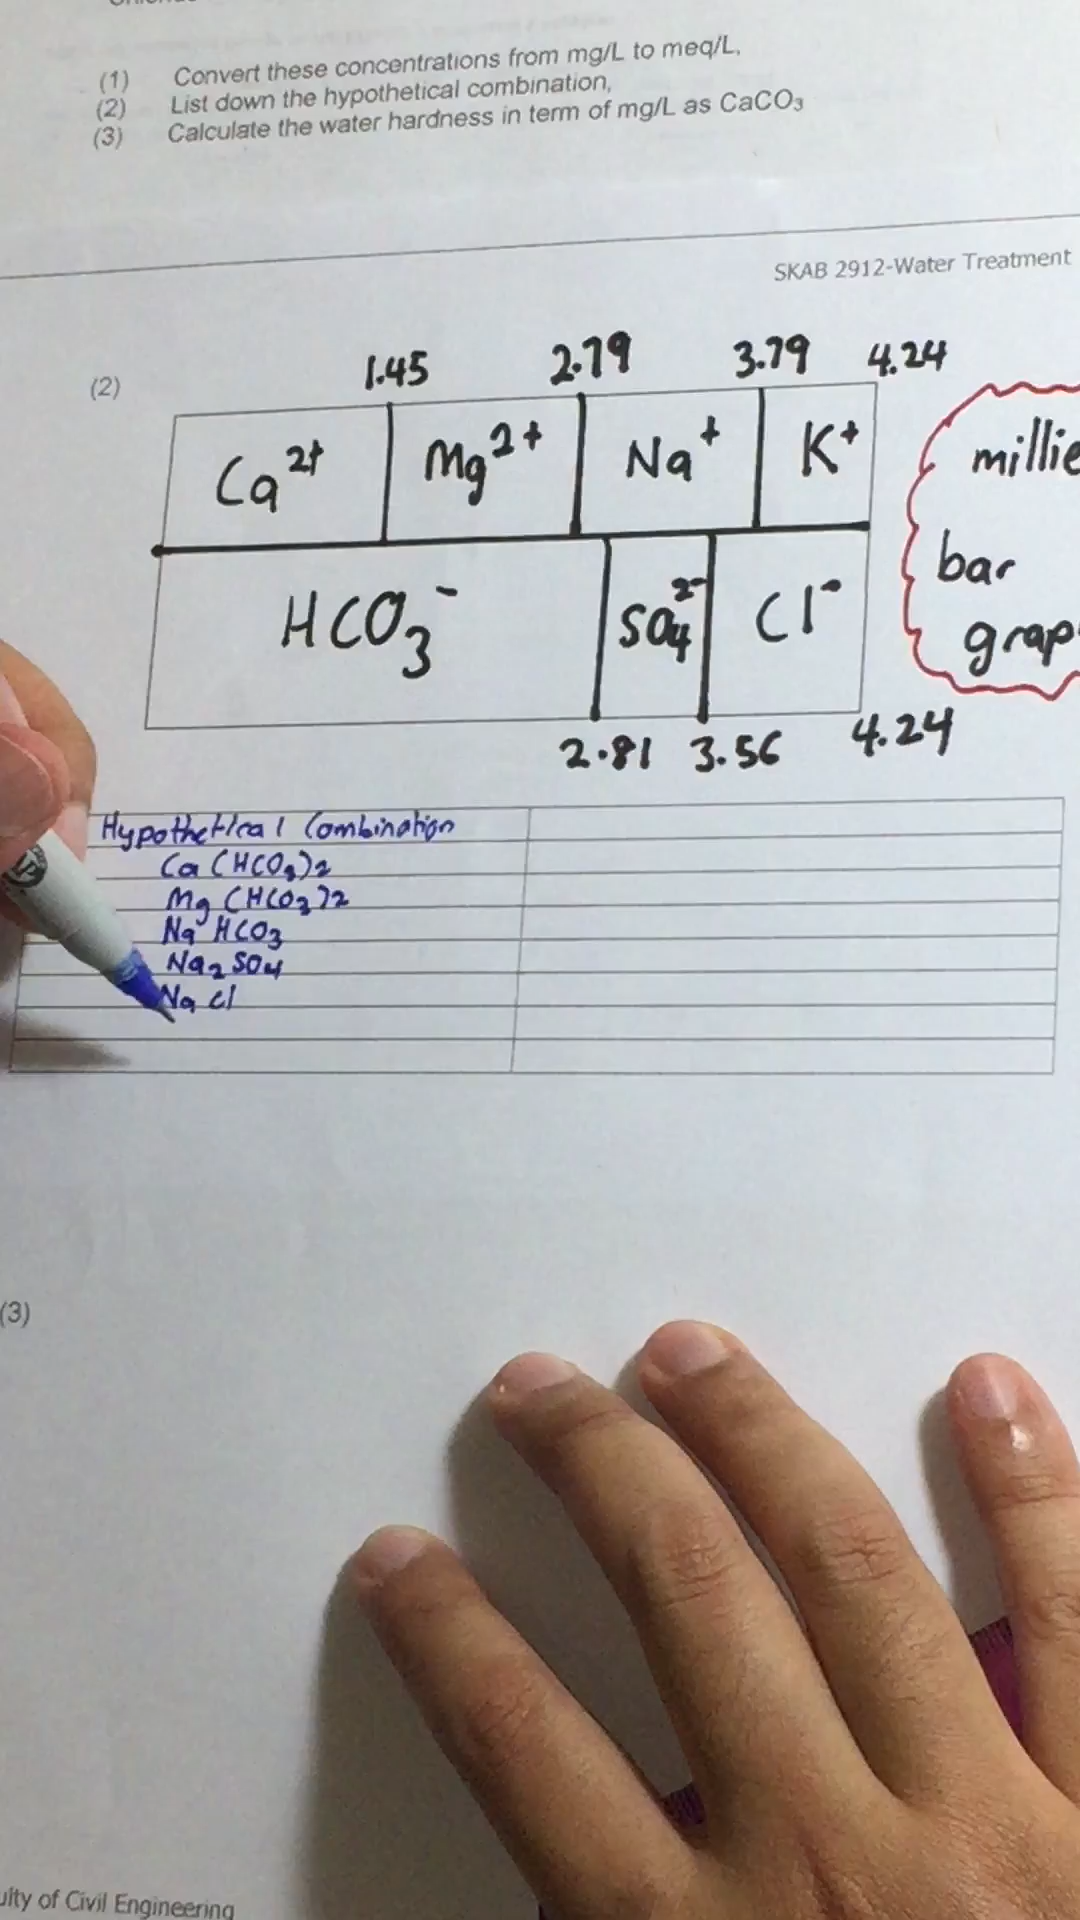 (1) Convert these concentrations from mg/L to meq/L,
(2) List down the hypothetical combination,
(3) Calculate the water hardness in term of mg/L as CaCO₃
SKAB 2912-Water Treatment
(2)
1.45 2.79 3.79 4.24
Ca²⁺ Mg²⁺ Na⁺ K⁺
HCO₃⁻ SO₄²⁻ Cl⁻
2.81 3.56 4.24
bar
Hypothetical Combination
Ca(HCO₃)₂
Mg(HCO₃)₂
NaHCO₃
Na₂SO₄
NaCl
(3)
of Civil Engineering